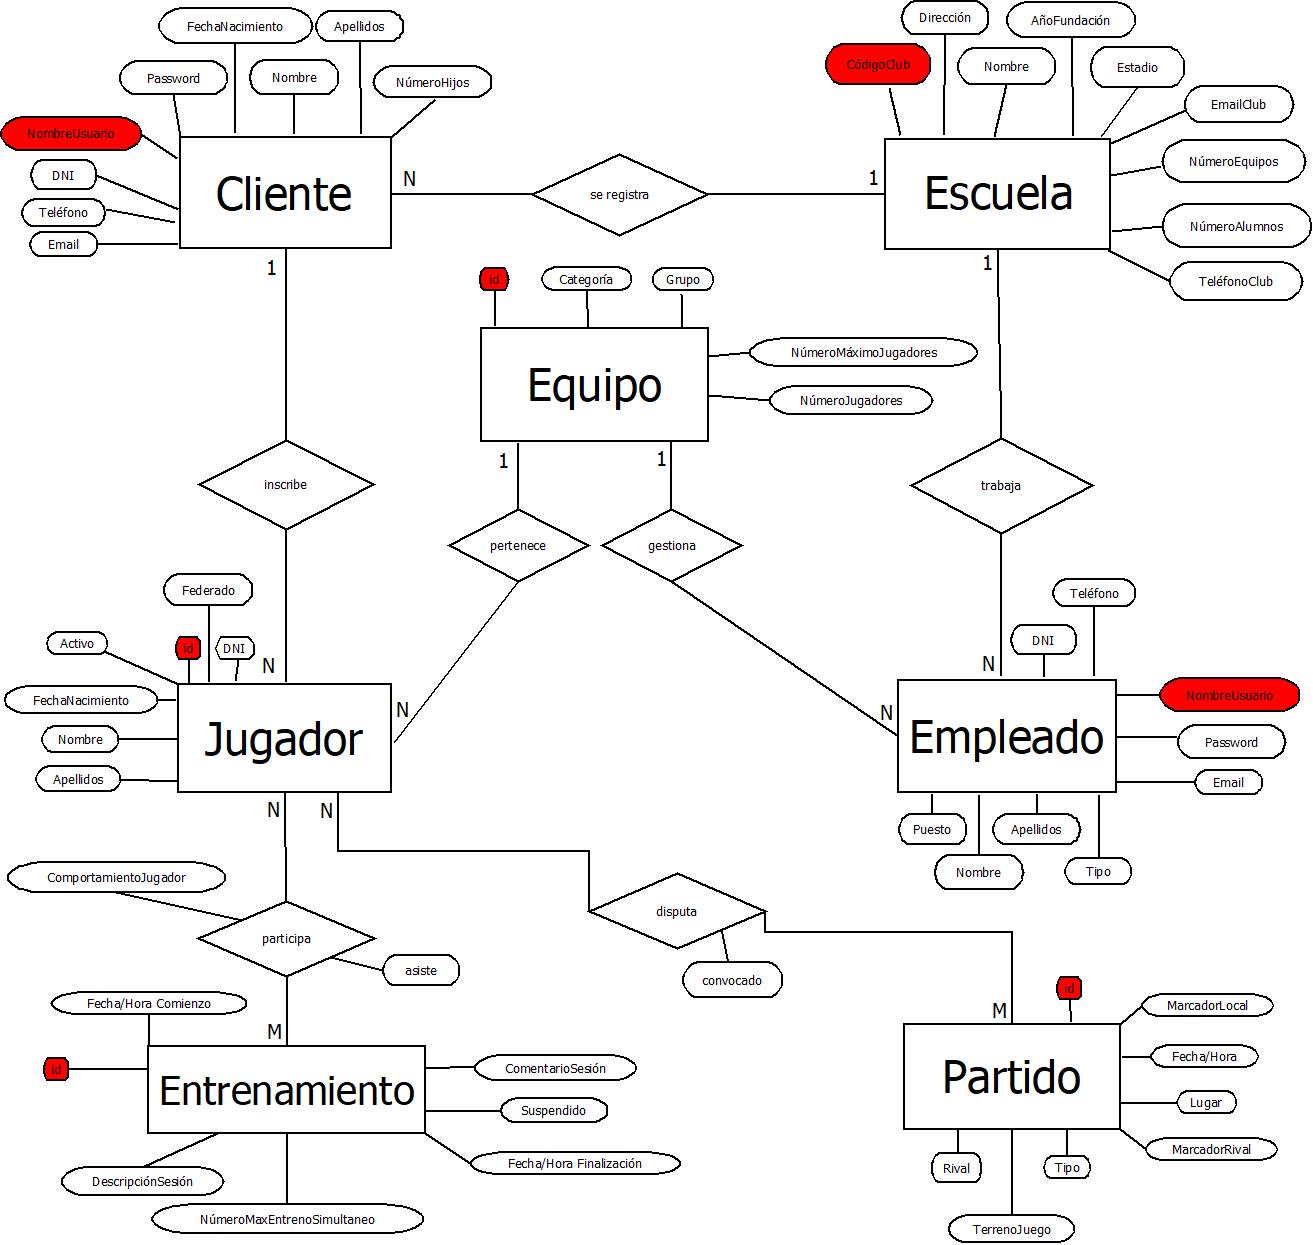 FechaNacimiento
Apellidos
Password
Nombre
NúmeroHijos
NombreUsuario
DNI
Teléfono
Email
Cliente
N
se registra
1
Dirección
AñoFundación
CódigoClub
Nombre
Estadio
EmailClub
NúmeroEquipos
NúmeroAlumnos
TeléfonoClub
Escuela
1
1
id
Categoría
Grupo
NúmeroMáximoJugadores
NúmeroJugadores
Equipo
1
1
inscribe
pertenece
gestiona
trabaja
Federado
Activo
id
DNI
N
FechaNacimiento
Nombre
Apellidos
Jugador
N
N
N
Teléfono
DNI
N
N
NombreUsuario
Password
Email
Empleado
Puesto
Apellidos
Nombre
Tipo
ComportamientoJugador
participa
asiste
disputa
convocado
Fecha/Hora Comienzo
M
id
Entrenamiento
ComentarioSesión
Suspendido
Fecha/Hora Finalización
DescripciónSesión
NúmeroMaxEntrenoSimultaneo
id
M
MarcadorLocal
Fecha/Hora
Lugar
MarcadorRival
Partido
Rival
Tipo
TerrenoJuego